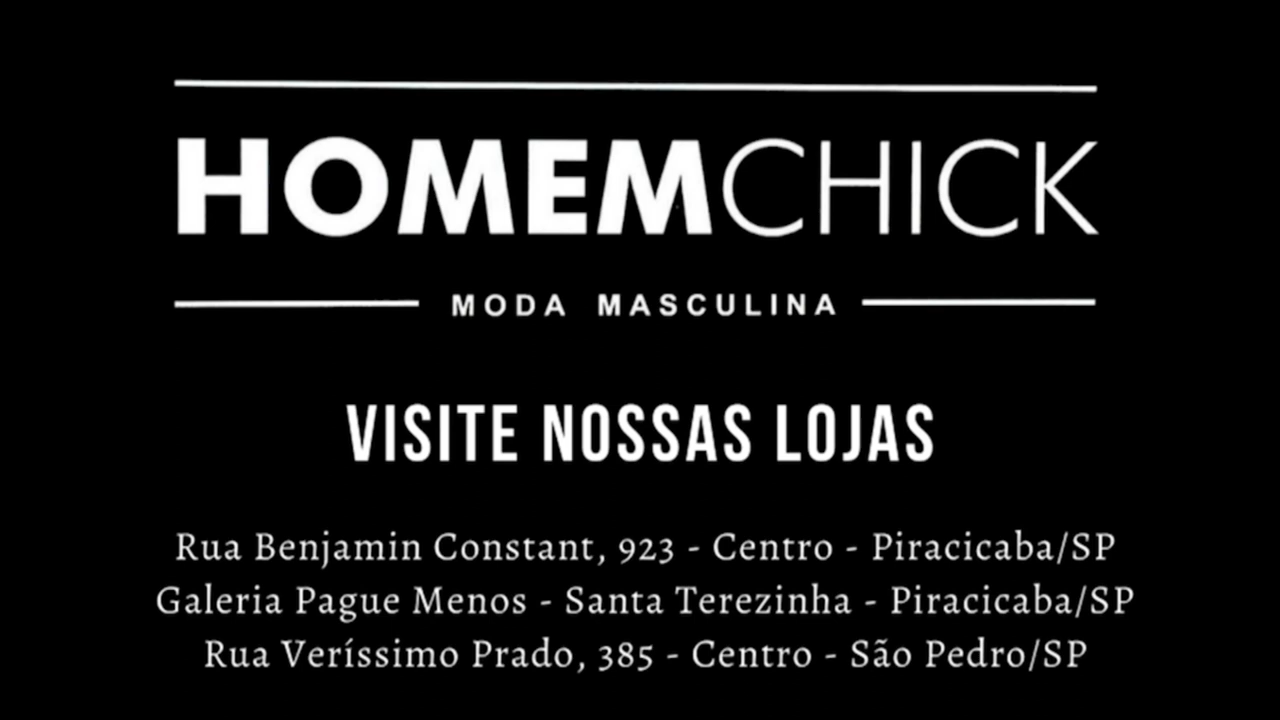 HOMEMCHICK
MODA MASCULINA
VISITE NOSSAS LOJAS
Rua Benjamin Constant, 923 - Centro - Piracicaba/SP
Galeria Pague Menos - Santa Terezinha - Piracicaba/SP
Rua Veríssimo Prado, 385 - Centro - São Pedro/SP